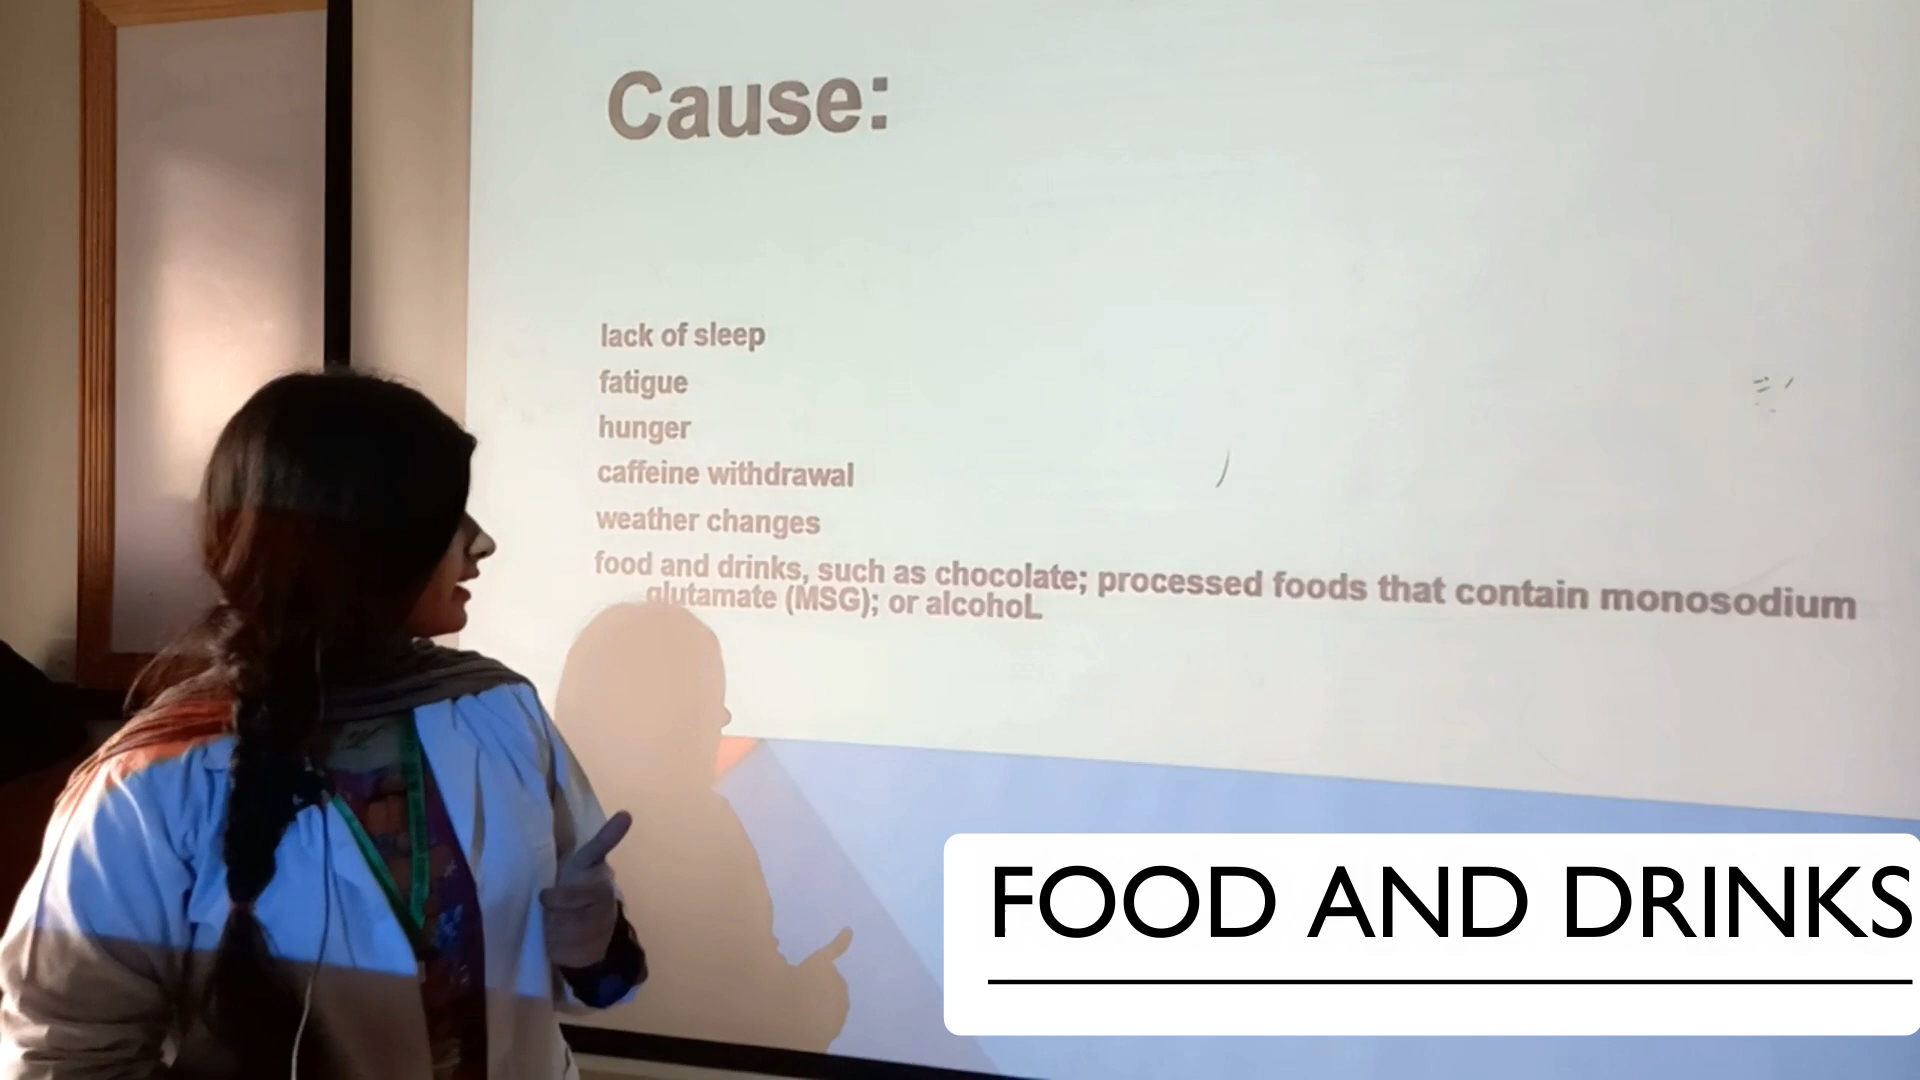 Cause:
lack of sleep
fatigue
hunger
caffeine withdrawal
weather changes
food and drinks, such as chocolate; processed foods that contain monosodium
glutamate (MSG); or alcohoL
FOOD AND DRINKS